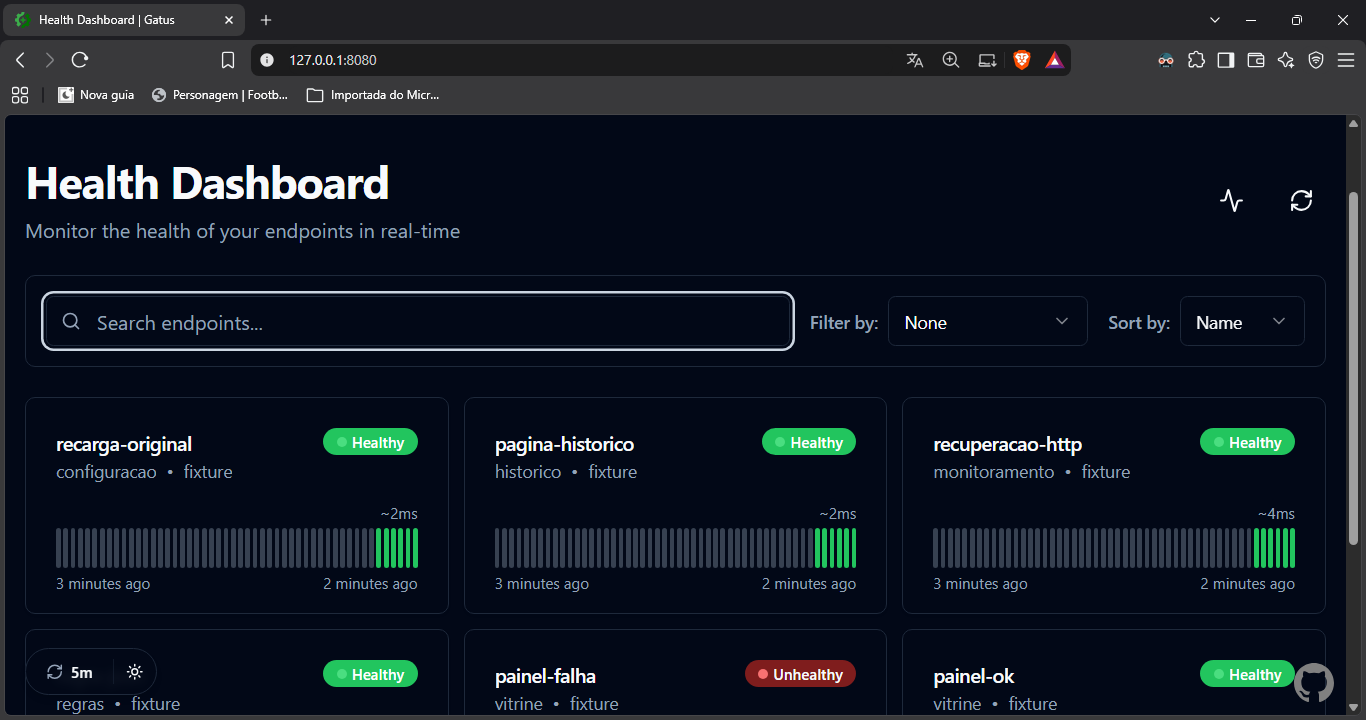 Health Dashboard | Gatus
127.0.0.1:8080
Nova guia
Personagem | Footb...
Importada do Micr...
Health Dashboard
Monitor the health of your endpoints in real-time
Search endpoints...
Filter by:
None
Sort by:
Name
recarga-original
Healthy
configuracao • fixture
~2ms
3 minutes ago
2 minutes ago
pagina-historico
Healthy
historico • fixture
~2ms
3 minutes ago
2 minutes ago
recuperacao-http
Healthy
monitoramento • fixture
~4ms
3 minutes ago
2 minutes ago
5m
Healthy
regras • fixture
painel-falha
Unhealthy
vitrine • fixture
painel-ok
Healthy
vitrine • fixture